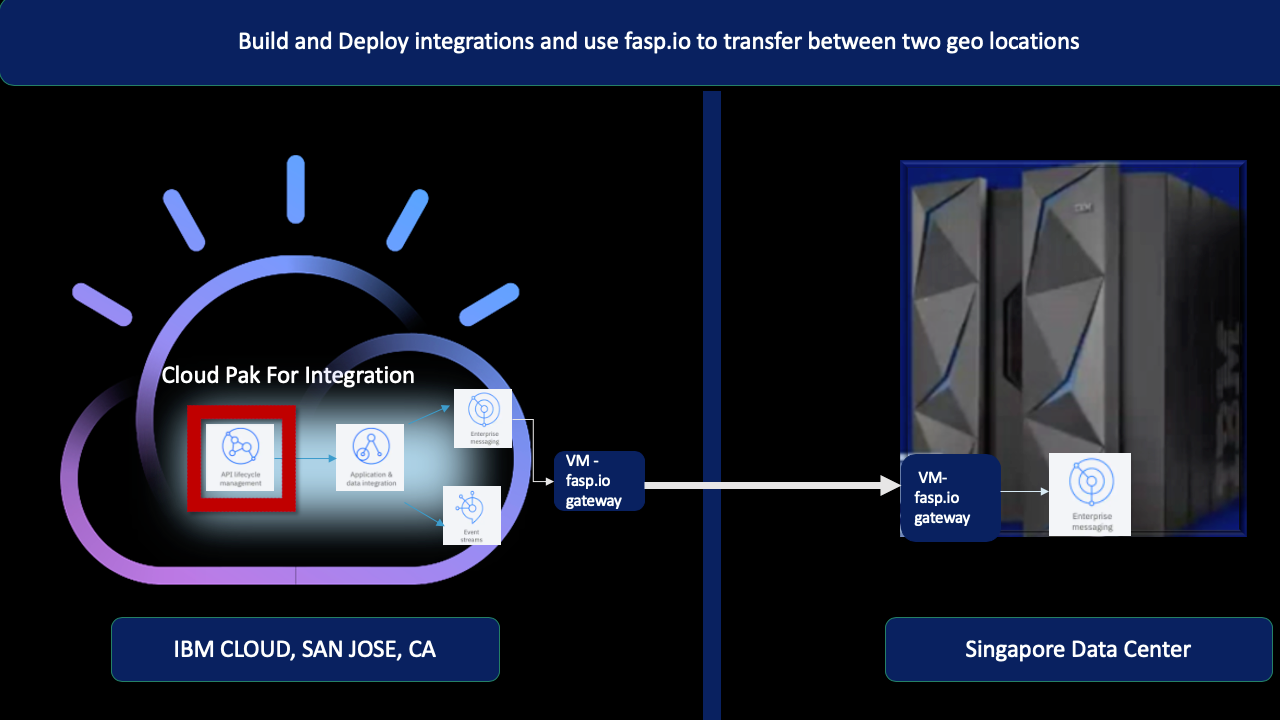 Build and Deploy integrations and use fasp.io to transfer between two geo locations
Cloud Pak For Integration
API lifecycle
management
Application &
data integration
Enterprise
messaging
Event
streams
VM -
fasp.io
gateway
IBM
IBM
VM-
fasp.io
gateway
Enterprise
messaging
IBM CLOUD, SAN JOSE, CA
Singapore Data Center